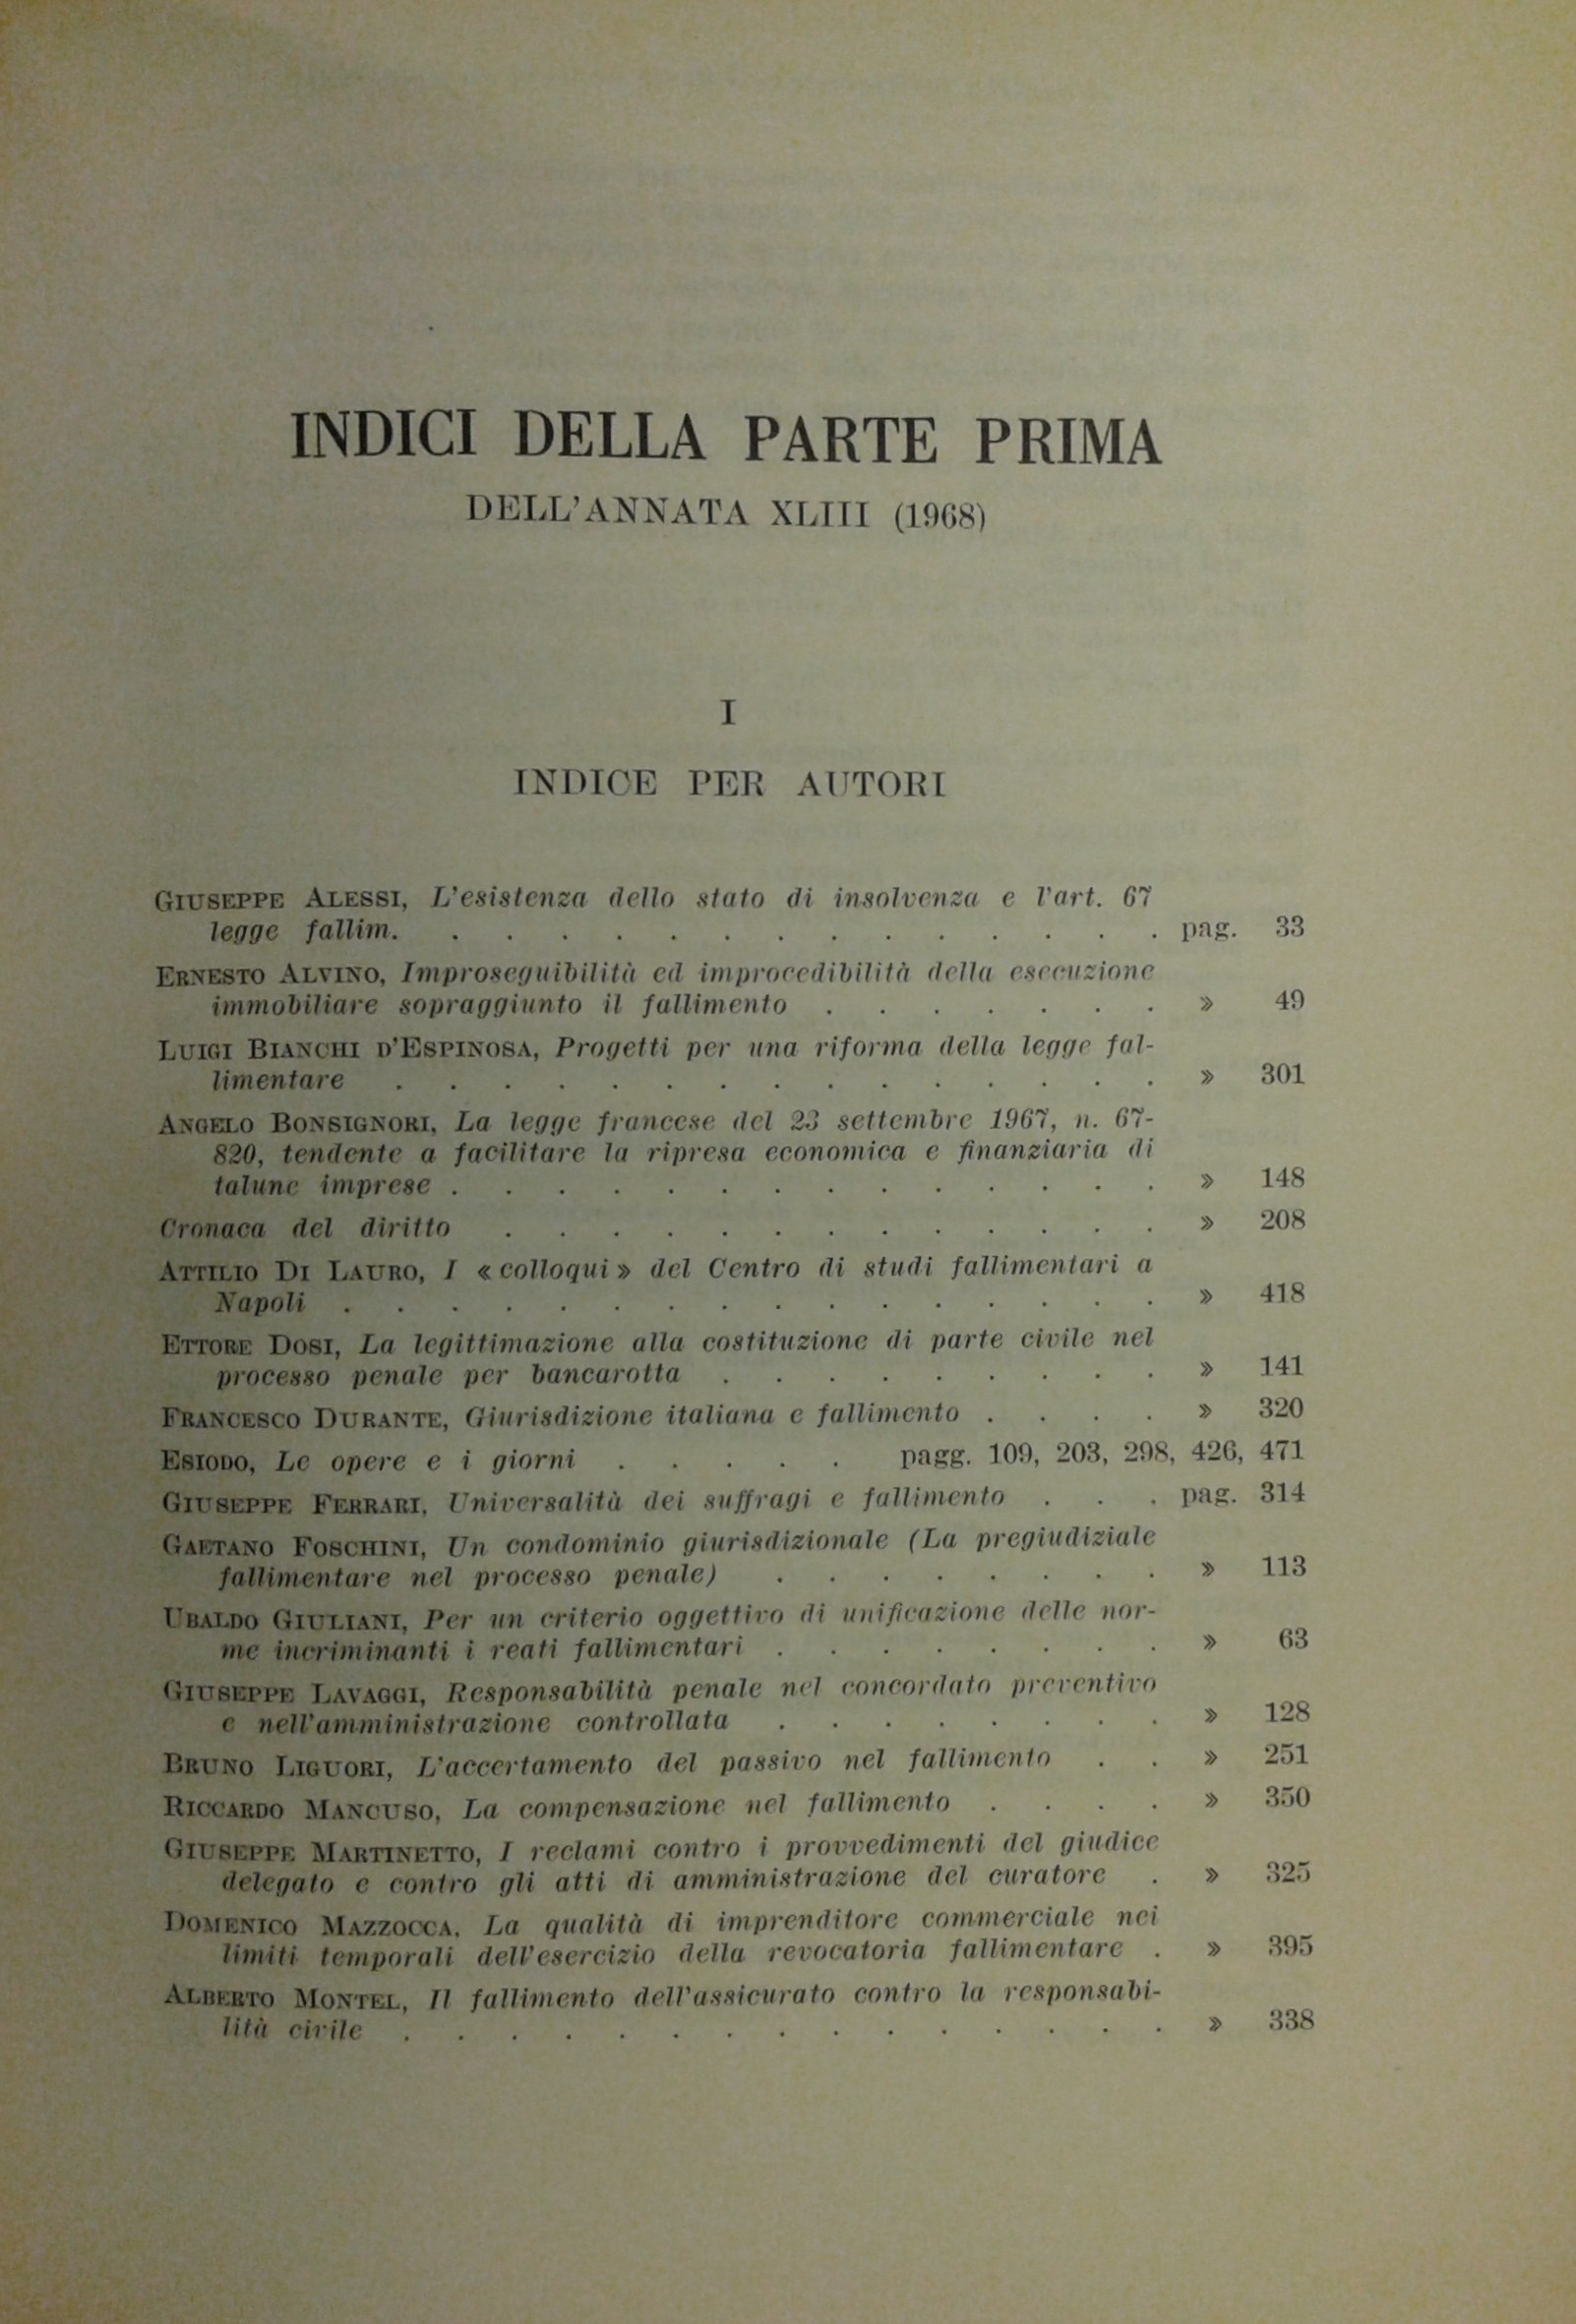 INDICI DELLA PARTE PRIMA
DELL'ANNATA XLIII (1968)
I
INDICE PER AUTORI
GIUSEPPE ALESSI, L'esistenza dello stato di insolvenza e l'art. 67
legge fallim. . . . . . . . . . . . . . . pag. 33
ERNESTO ALVINO, Improseguibilità ed improcedibilità della esecuzione
immobiliare sopraggiunto il fallimento . . . . . . . » 49
LUIGI BIANCHI D'ESPINOSA, Progetti per una riforma della legge fal-
limentare . . . . . . . . . . . . . . . » 301
ANGELO BONSIGNORI, La legge francese del 23 settembre 1967, n. 67-
820, tendente a facilitare la ripresa economica e finanziaria di
talune imprese . . . . . . . . . . . . . . » 148
Cronaca del diritto . . . . . . . . . . . . . » 208
ATTILIO DI LAURO, I «colloqui» del Centro di studi fallimentari a
Napoli . . . . . . . . . . . . . . . . » 418
ETTORE DOSI, La legittimazione alla costituzione di parte civile nel
processo penale per bancarotta . . . . . . . . . » 141
FRANCESCO DURANTE, Giurisdizione italiana e fallimento . . . . » 320
ESIODO, Le opere e i giorni . . . . . pagg. 109, 203, 298, 426, 471
GIUSEPPE FERRARI, Universalità dei suffragi e fallimento . . . pag. 314
GAETANO FOSCHINI, Un condominio giurisdizionale (La pregiudiziale
fallimentare nel processo penale) . . . . . . . . » 113
UBALDO GIULIANI, Per un criterio oggettivo di unificazione delle nor-
me incriminanti i reati fallimentari . . . . . . . . » 63
GIUSEPPE LAVAGGI, Responsabilità penale nel concordato preventivo
e nell'amministrazione controllata . . . . . . . . » 128
BRUNO LIGUORI, L'accertamento del passivo nel fallimento . . » 251
RICCARDO MANCUSO, La compensazione nel fallimento . . . . » 350
GIUSEPPE MARTINETTO, I reclami contro i provvedimenti del giudice
delegato e contro gli atti di amministrazione del curatore . » 325
DOMENICO MAZZOCCA, La qualità di imprenditore commerciale nei
limiti temporali dell'esercizio della revocatoria fallimentare . » 395
ALBERTO MONTEL, Il fallimento dell'assicurato contro la responsabi-
lità civile . . . . . . . . . . . . . . . » 338